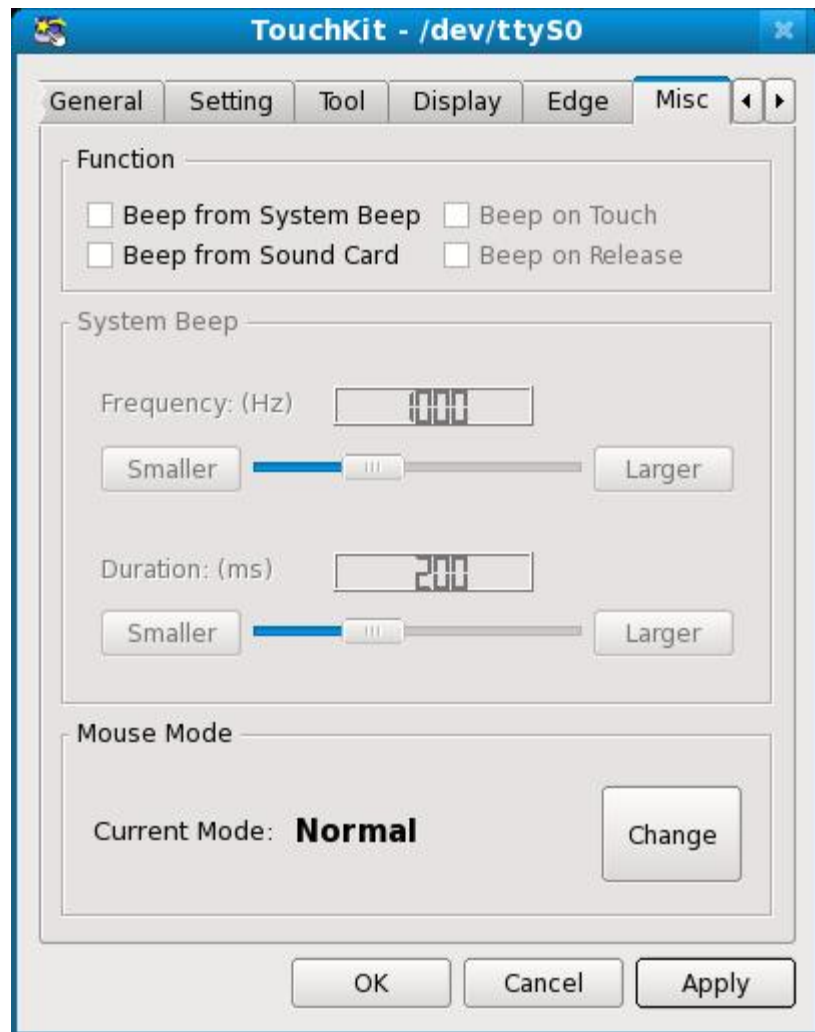 TouchKit - /dev/ttyS0
General Setting Tool Display Edge Misc
Function
Beep from System Beep Beep on Touch
Beep from Sound Card Beep on Release
System Beep
Frequency: (Hz) 1000
Smaller Larger
Duration: (ms) 200
Smaller Larger
Mouse Mode
Current Mode: Normal Change
OK Cancel Apply